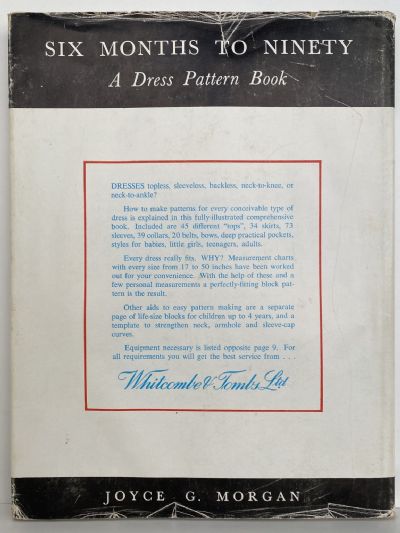 SIX MONTHS TO NINETY
A Dress Pattern Book
DRESSES topless, sleeveless, backless, neck-to-knee, or
neck-to-ankle?
How to make patterns for every conceivable type of
dress is explained in this fully-illustrated comprehensive
book. Included are 45 different "tops", 34 skirts, 73
sleeves, 39 collars, 20 belts, bows, deep practical pockets,
styles for babies, little girls, teenagers, adults.
Every dress really fits. WHY? Measurement charts
with every size from 17 to 50 inches have been worked
out for your convenience. With the help of these and a
few personal measurements a perfectly-fitting block pat-
tern is the result.
Other aids to easy pattern making are a separate
page of life-size blocks for children up to 4 years, and a
template to strengthen neck, armhole and sleeve-cap
curves.
Equipment necessary is listed opposite page 9. For
all requirements you will get the best service from . . .
Whitcombe & Tombs Ltd
JOYCE G. MORGAN